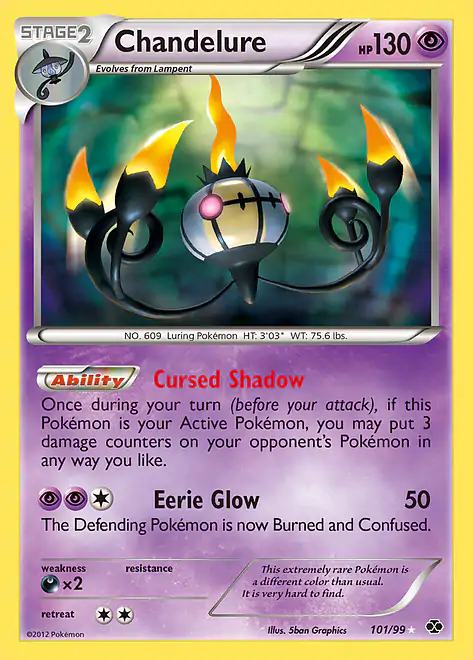 STAGE2
Chandelure
HP130
Evolves from Lampent
NO. 609 Luring Pokémon HT: 3'03" WT: 75.6 lbs.
Ability Cursed Shadow
Once during your turn (before your attack), if this
Pokémon is your Active Pokémon, you may put 3
damage counters on your opponent's Pokémon in
any way you like.
Eerie Glow 50
The Defending Pokémon is now Burned and Confused.
weakness resistance
×2
retreat
This extremely rare Pokémon is
a different color than usual.
It is very hard to find.
©2012 Pokémon Illus. 5ban Graphics 101/99